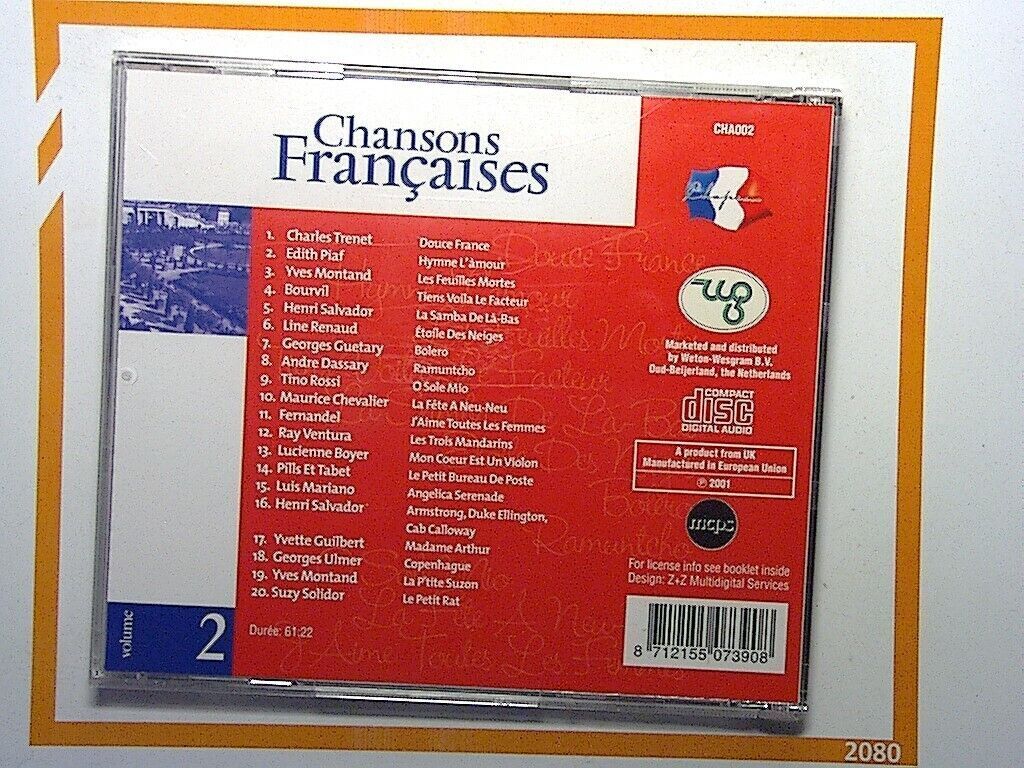 Chansons
Françaises
1. Charles Trenet Douce France
2. Edith Piaf Hymne L'àmour
3. Yves Montand Les Feuilles Mortes
4. Bourvil Tiens Voila Le Facteur
5. Henri Salvador La Samba De Là-Bas
6. Line Renaud Étoile Des Neiges
7. Georges Guetary Bolero
8. Andre Dassary Ramuntcho
9. Tino Rossi O Sole Mio
10. Maurice Chevalier La Fête A Neu-Neu
11. Fernandel J'Aime Toutes Les Femmes
12. Ray Ventura Les Trois Mandarins
13. Lucienne Boyer Mon Coeur Est Un Violon
14. Pills Et Tabet Le Petit Bureau De Poste
15. Luis Mariano Angelica Serenade
16. Henri Salvador Armstrong, Duke Ellington,
Cab Calloway
17. Yvette Guilbert Madame Arthur
18. Georges Ulmer Copenhague
19. Yves Montand La P'tite Suzon
20. Suzy Solidor Le Petit Rat
Durée: 61:22
volume 2
CHA002
Marketed and distributed
by Weton-Wesgram B.V.
Oud-Beijerland, the Netherlands
COMPACT
disc
DIGITAL AUDIO
A product from UK
Manufactured in European Union
℗ 2001
mcps
For license info see booklet inside
Design: Z+Z Multidigital Services
8 712155 073908
2080